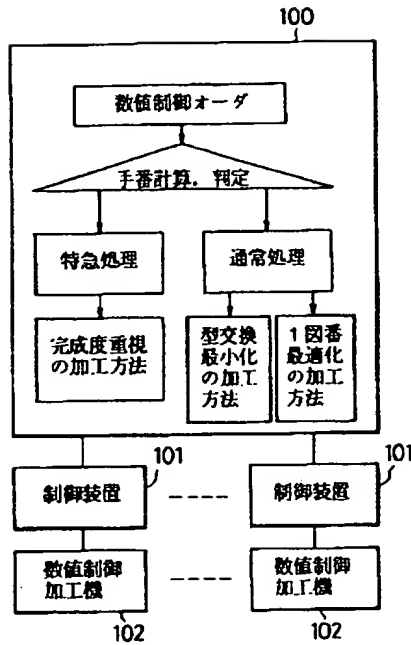 100
数値制御オーダ
手番計算．判定
特急処理
通常処理
完成度重視
の加工方法
型交換
最小化
の加工
方法
1図番
最適化
の加工
方法
101
制御装置
101
制御装置
数値制御
加工機
102
数値制御
加工機
102